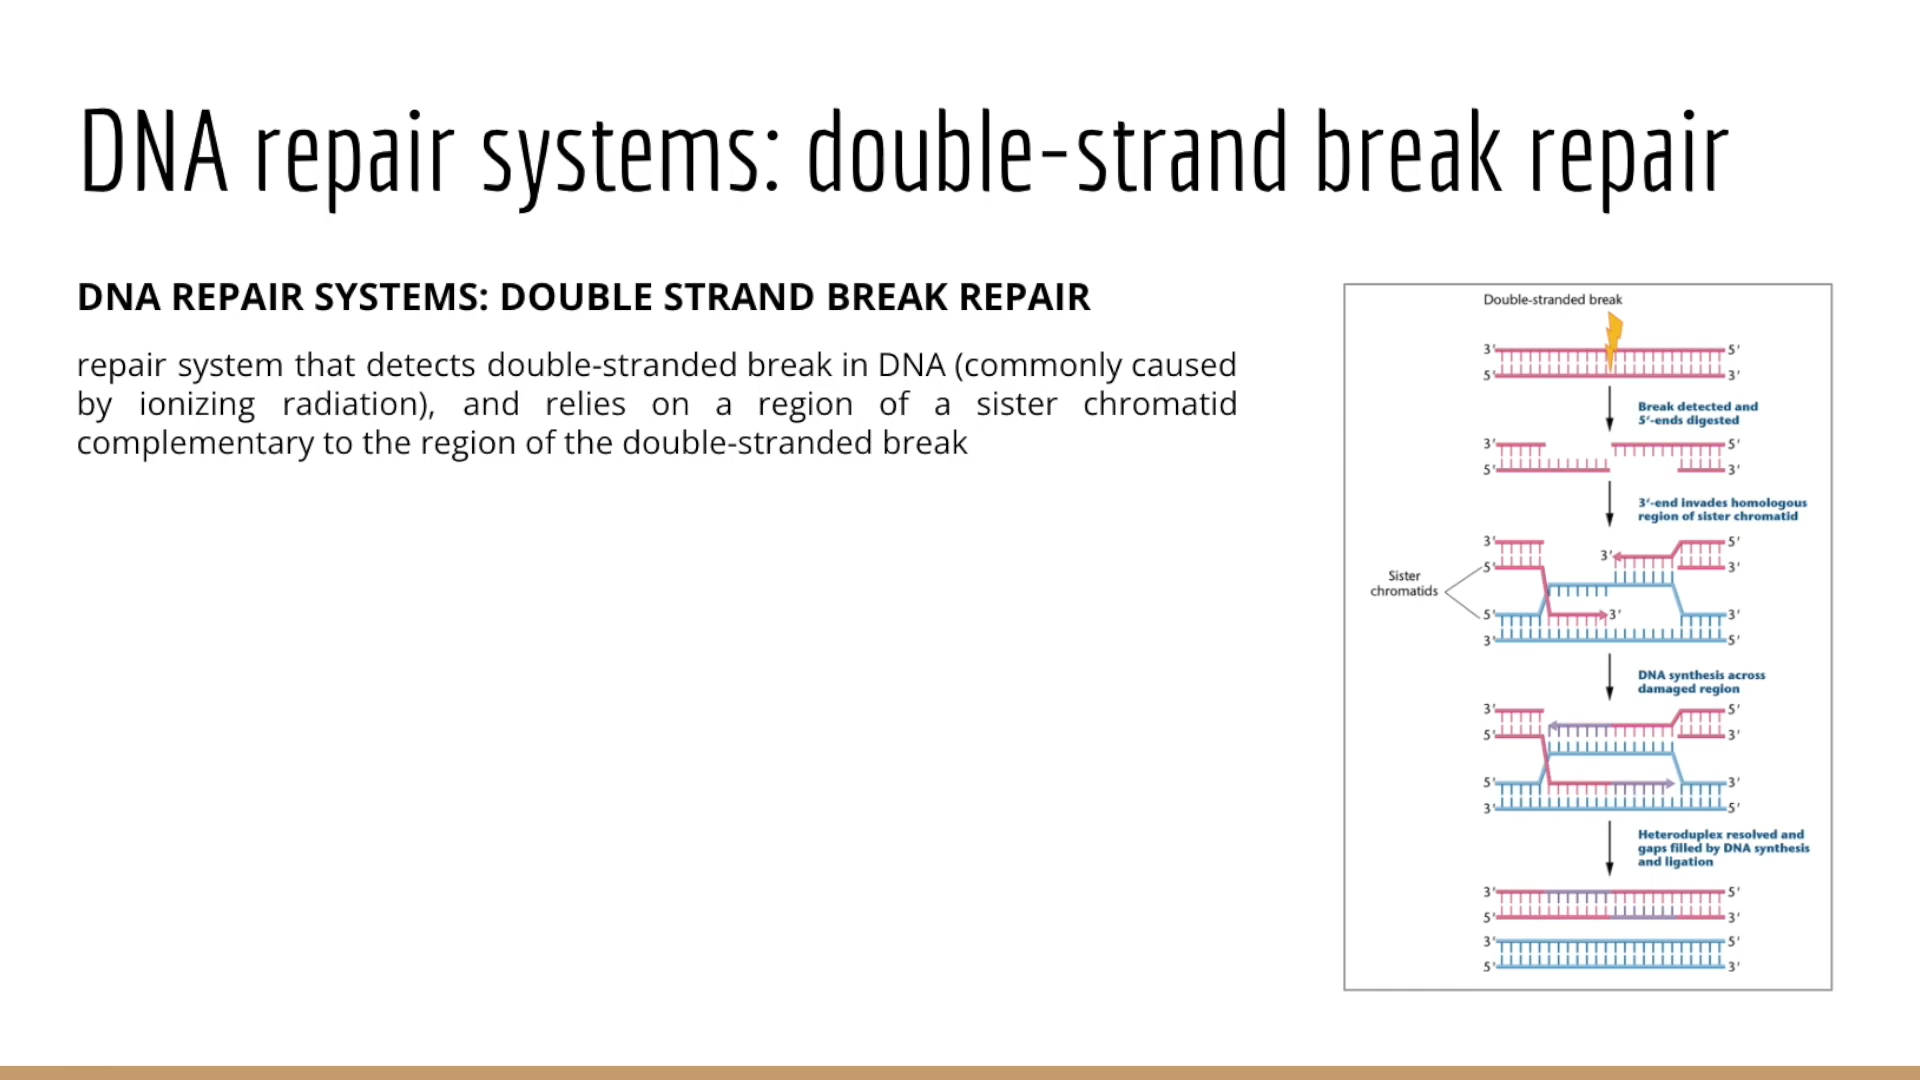 DNA repair systems: double-strand break repair
DNA REPAIR SYSTEMS: DOUBLE STRAND BREAK REPAIR
repair system that detects double-stranded break in DNA (commonly caused
by ionizing radiation), and relies on a region of a sister chromatid
complementary to the region of the double-stranded break
Double-stranded break
3' 5'
5' 3'
Break detected and
5'-ends digested
3' 5'
5' 3'
3'-end invades homologous
region of sister chromatid
3' 3' 5'
5' 3'
Sister
chromatids
5' 3' 3'
3' 5'
DNA synthesis across
damaged region
3' 5'
5' 3'
5' 3'
3' 5'
Heteroduplex resolved and
gaps filled by DNA synthesis
and ligation
3' 5'
5' 3'
3' 5'
5' 3'